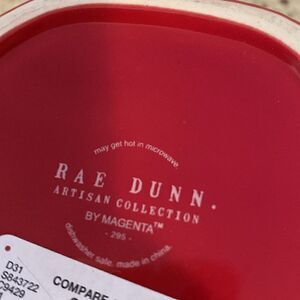 may get hot in microwave.
RAE DUNN.
ARTISAN COLLECTION
BY MAGENTA™
- 295 -
dishwasher safe. made in china.
D31
S843722
COMPARE